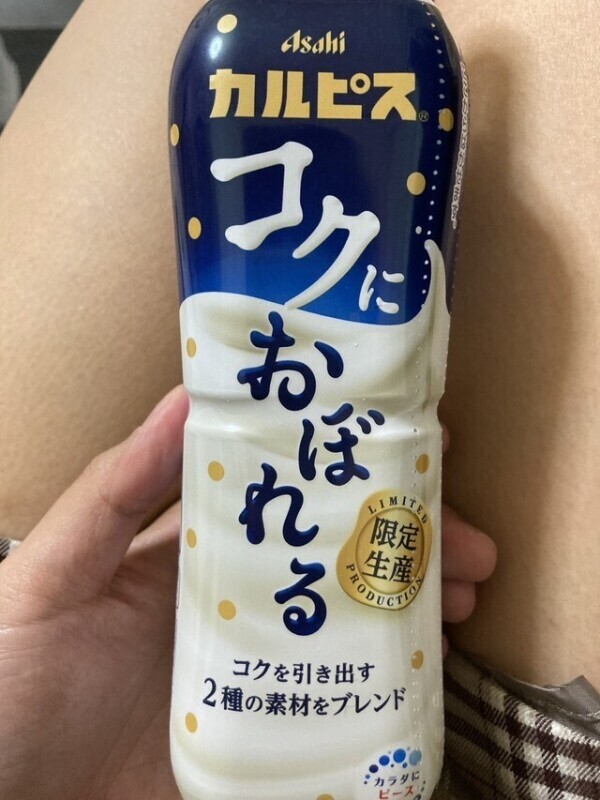 Asahi
カルピス®
コクに
おぼれる
LIMITED
限定
生産
PRODUCTION
コクを引き出す
2種の素材をブレンド
カラダに
ピース